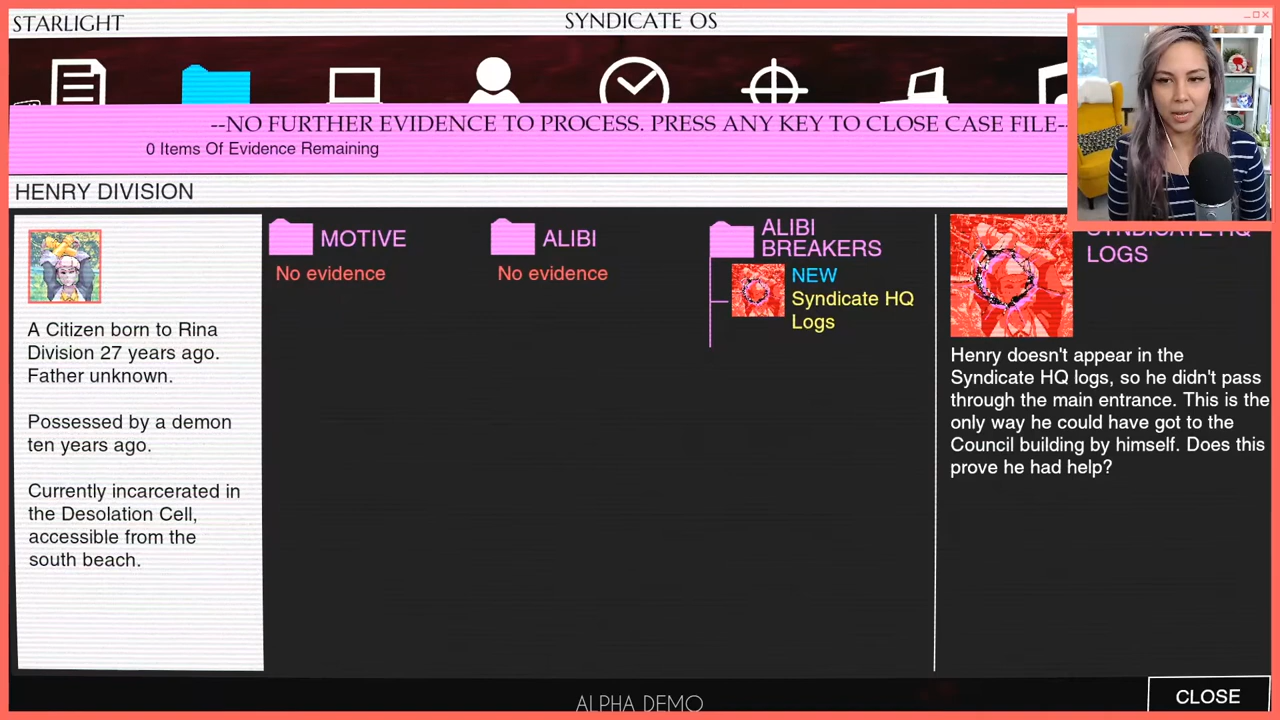 STARLIGHT
SYNDICATE OS
--NO FURTHER EVIDENCE TO PROCESS. PRESS ANY KEY TO CLOSE CASE FILE--
0 Items Of Evidence Remaining
HENRY DIVISION
A Citizen born to Rina
Division 27 years ago.
Father unknown.
Possessed by a demon
ten years ago.
Currently incarcerated in
the Desolation Cell,
accessible from the
south beach.
MOTIVE
No evidence
ALIBI
No evidence
ALIBI
BREAKERS
NEW
Syndicate HQ
Logs
SYNDICATE HQ
LOGS
Henry doesn't appear in the
Syndicate HQ logs, so he didn't pass
through the main entrance. This is the
only way he could have got to the
Council building by himself. Does this
prove he had help?
ALPHA DEMO
CLOSE